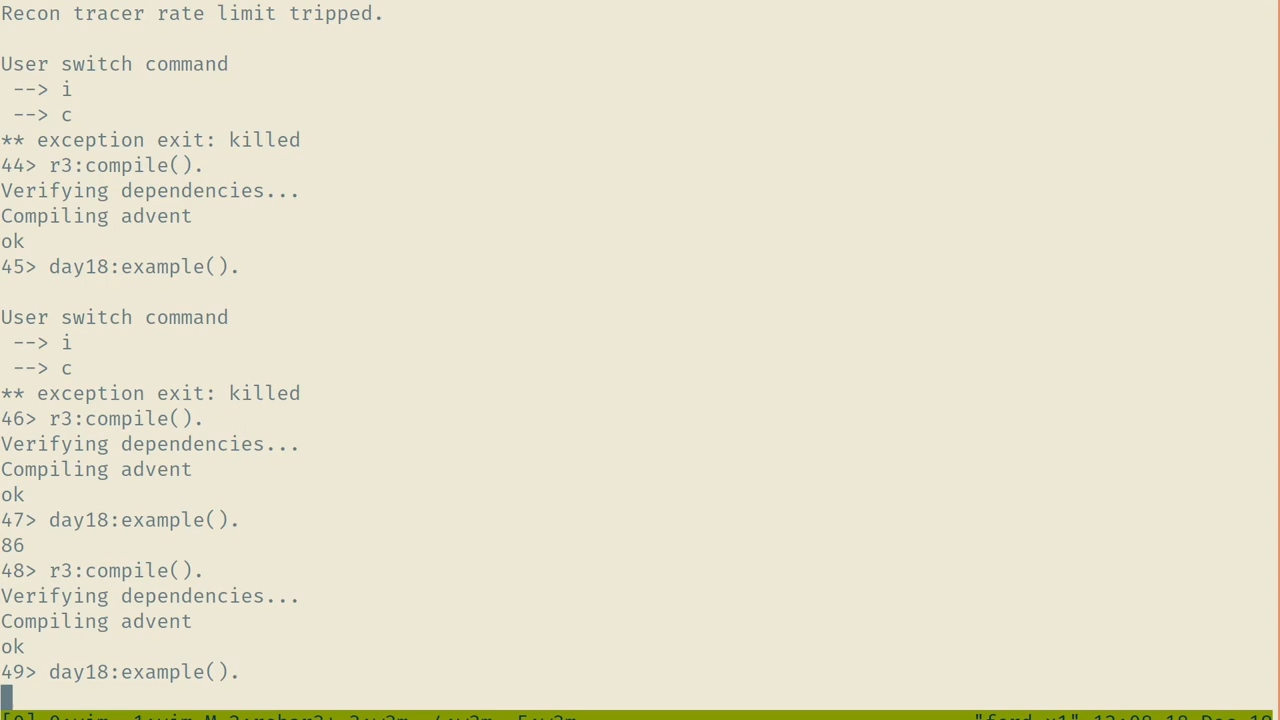 Recon tracer rate limit tripped.
User switch command
 --> i
 --> c
** exception exit: killed
44> r3:compile().
Verifying dependencies...
Compiling advent
ok
45> day18:example().
User switch command
 --> i
 --> c
** exception exit: killed
46> r3:compile().
Verifying dependencies...
Compiling advent
ok
47> day18:example().
86
48> r3:compile().
Verifying dependencies...
Compiling advent
ok
49> day18:example().